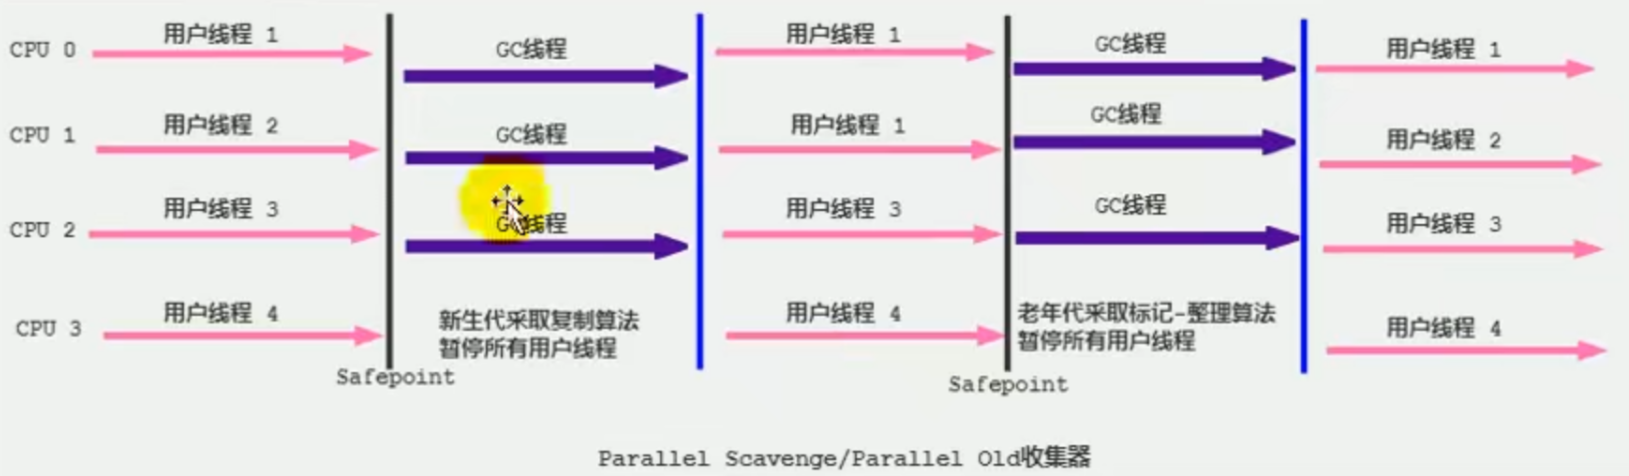 用户线程 1
GC线程
用户线程 1
GC线程
用户线程 1
CPU 0
用户线程 2
GC线程
用户线程 1
GC线程
用户线程 2
CPU 1
用户线程 3
GC线程
用户线程 3
GC线程
用户线程 3
CPU 2
用户线程 4
新生代采取复制算法
暂停所有用户线程
用户线程 4
老年代采取标记-整理算法
暂停所有用户线程
用户线程 4
CPU 3
Safepoint
Safepoint
Parallel Scavenge/Parallel Old收集器